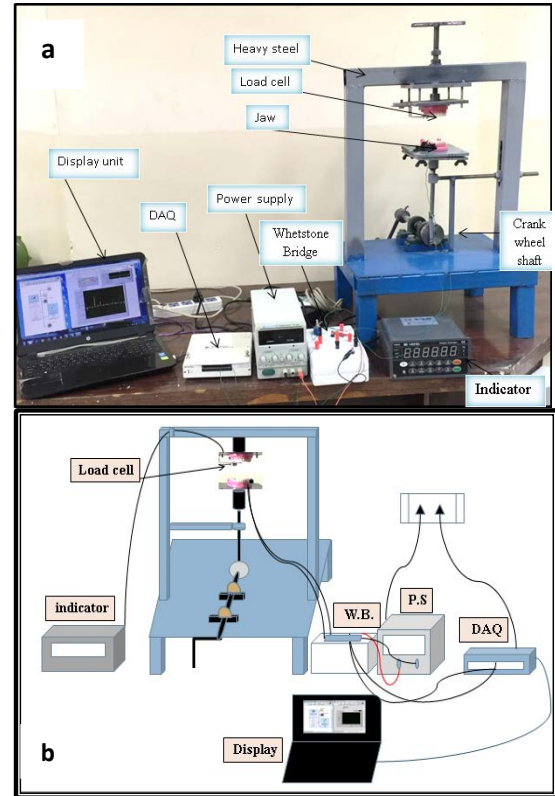 a
Heavy steel
Load cell
Jaw
Display unit
Power supply
DAQ
Whetstone
Bridge
Crank
wheel
shaft
Indicator
Load cell
indicator
W.B.
P.S
DAQ
Display
b